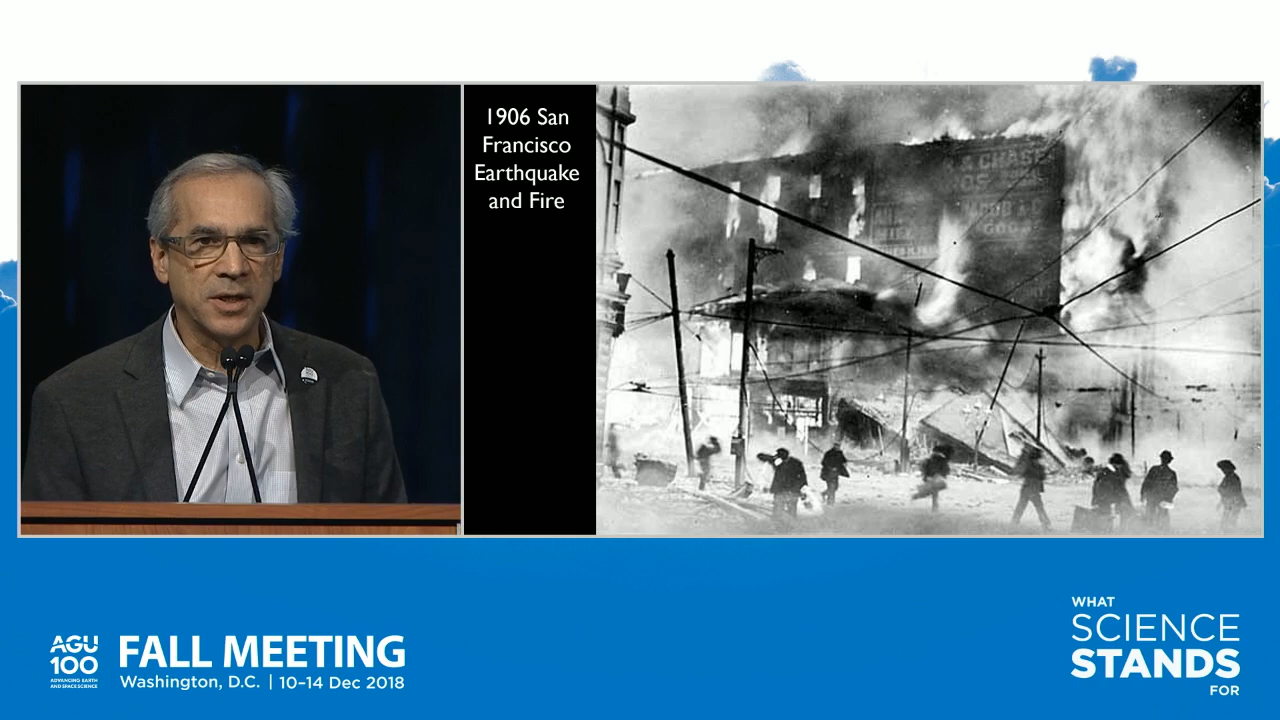 1906 San
Francisco
Earthquake
and Fire
& CHASE
AGU
100
ADVANCING EARTH
AND SPACE SCIENCE
FALL MEETING
Washington, D.C. | 10–14 Dec 2018
WHAT
SCIENCE
STANDS
FOR